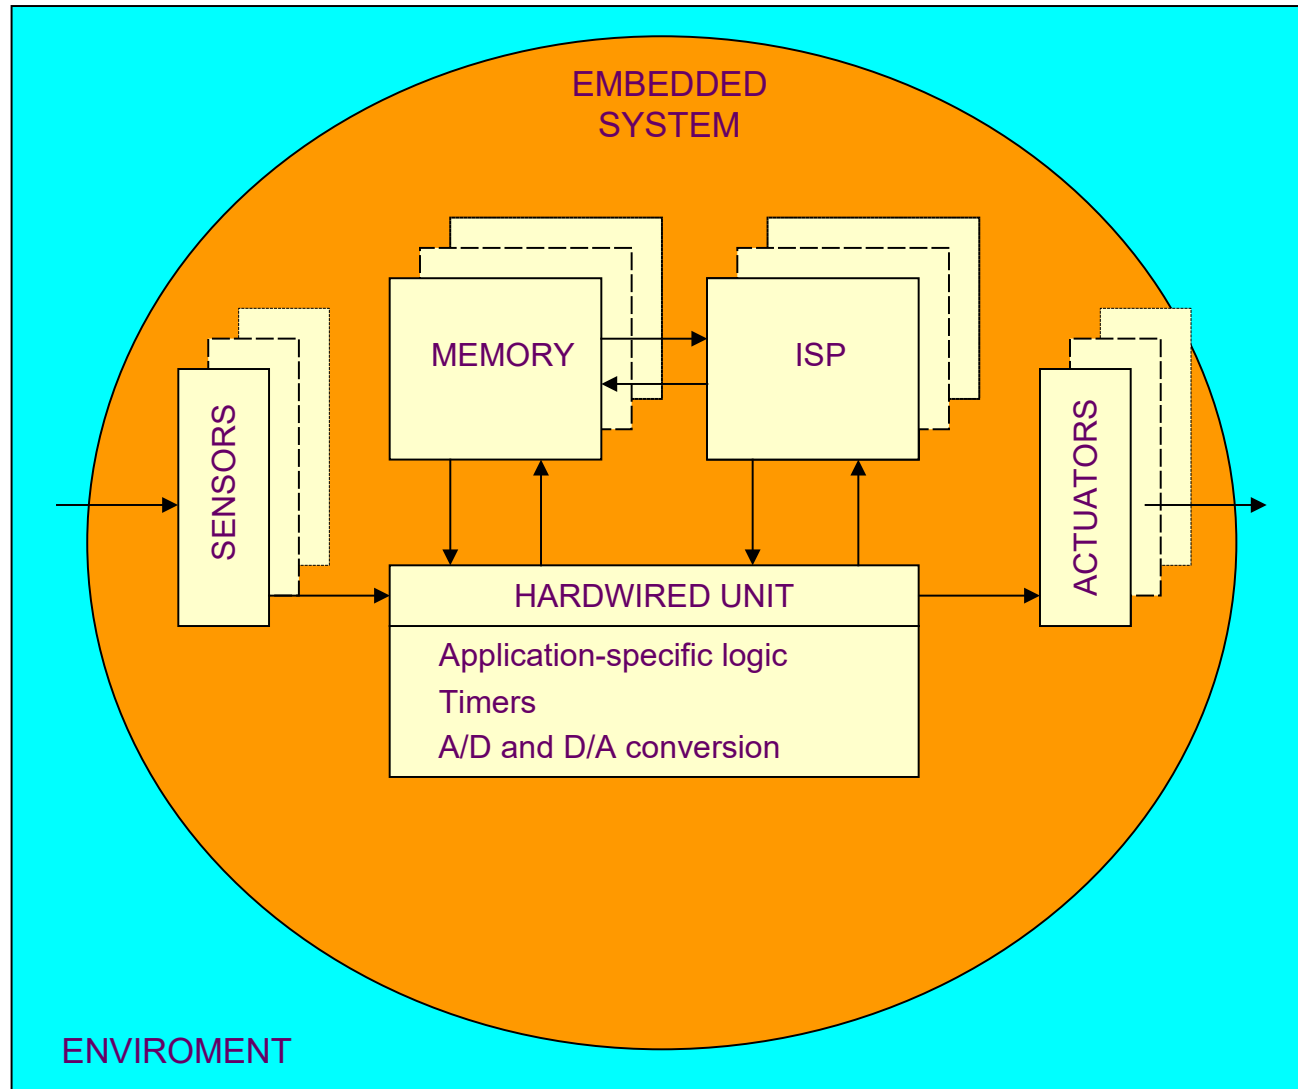 EMBEDDED
SYSTEM
MEMORY
ISP
SENSORS
ACTUATORS
HARDWIRED UNIT
Application-specific logic
Timers
A/D and D/A conversion
ENVIROMENT